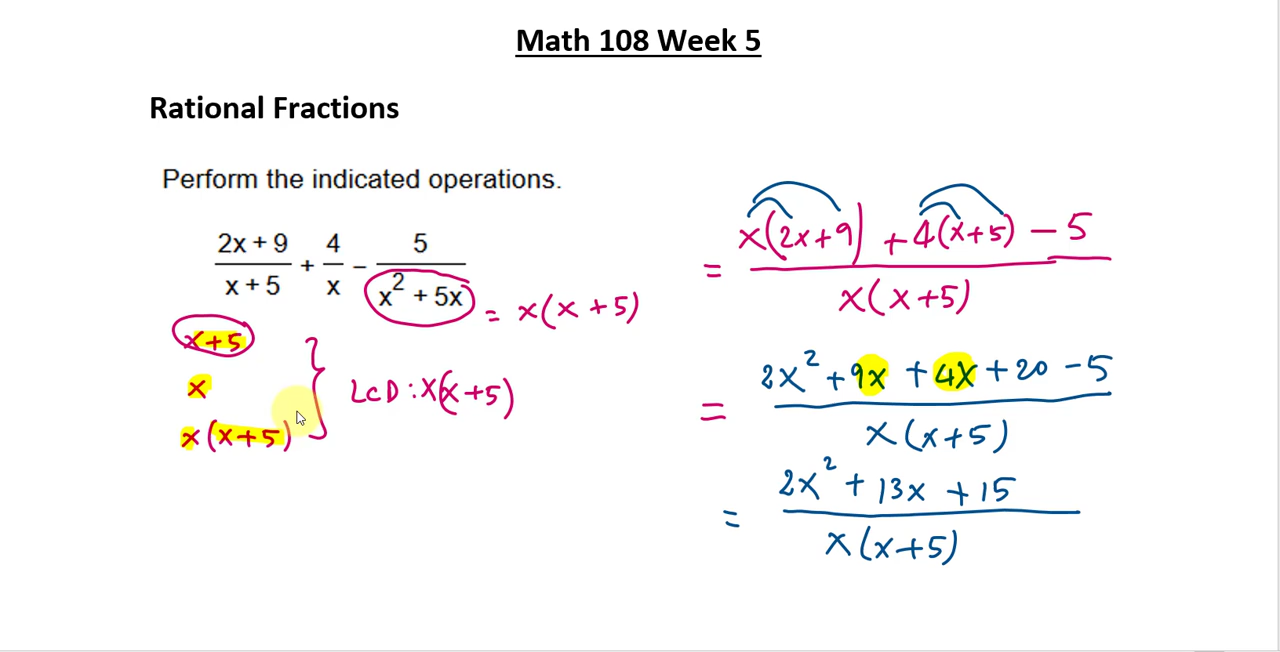 Math 108 Week 5
Rational Fractions
Perform the indicated operations.
(2x + 9)/(x + 5) + 4/x − 5/(x² + 5x) = x(x+5)
x+5
x
x(x+5)
LCD: x(x+5)
= (x(2x+9) + 4(x+5) − 5)/(x(x+5))
= (2x² + 9x + 4x + 20 − 5)/(x(x+5))
= (2x² + 13x + 15)/(x(x+5))